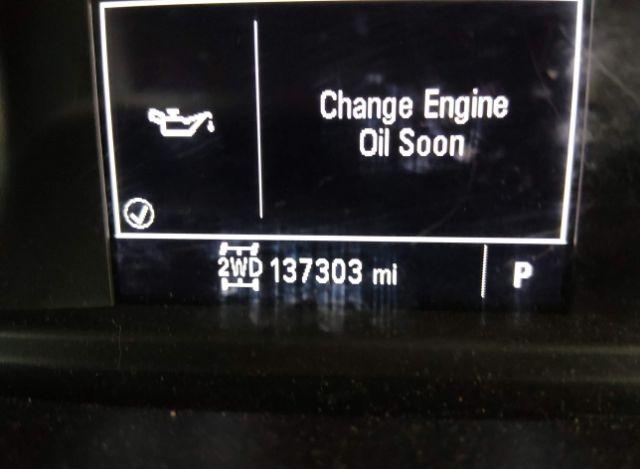 Change Engine
Oil Soon
2WD 137303 mi P